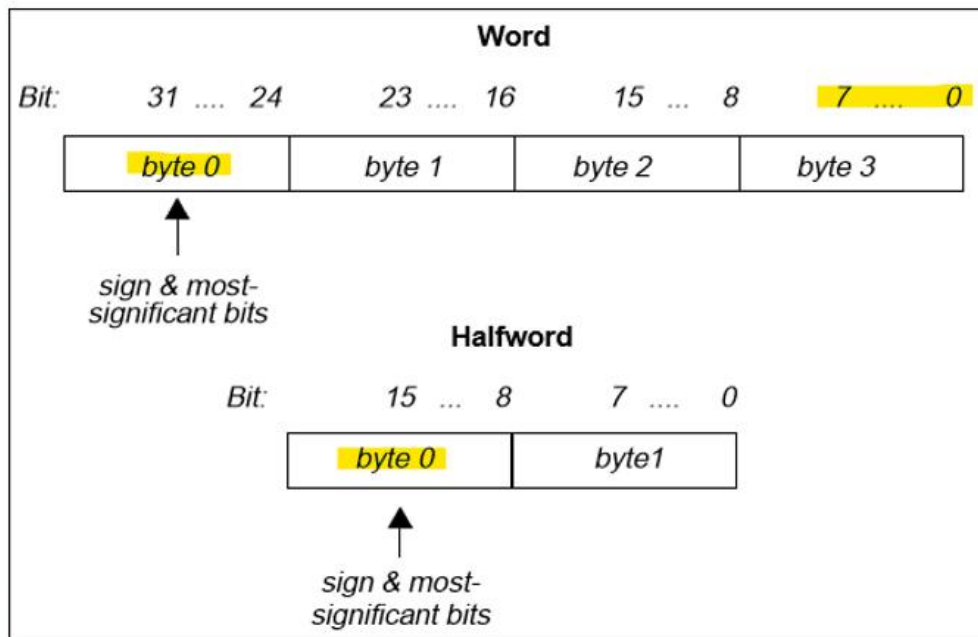 Word
Bit: 31 .... 24 23 .... 16 15 ... 8 7 .... 0
byte 0 byte 1 byte 2 byte 3
sign & most-
significant bits
Halfword
Bit: 15 ... 8 7 .... 0
byte 0 byte1
sign & most-
significant bits